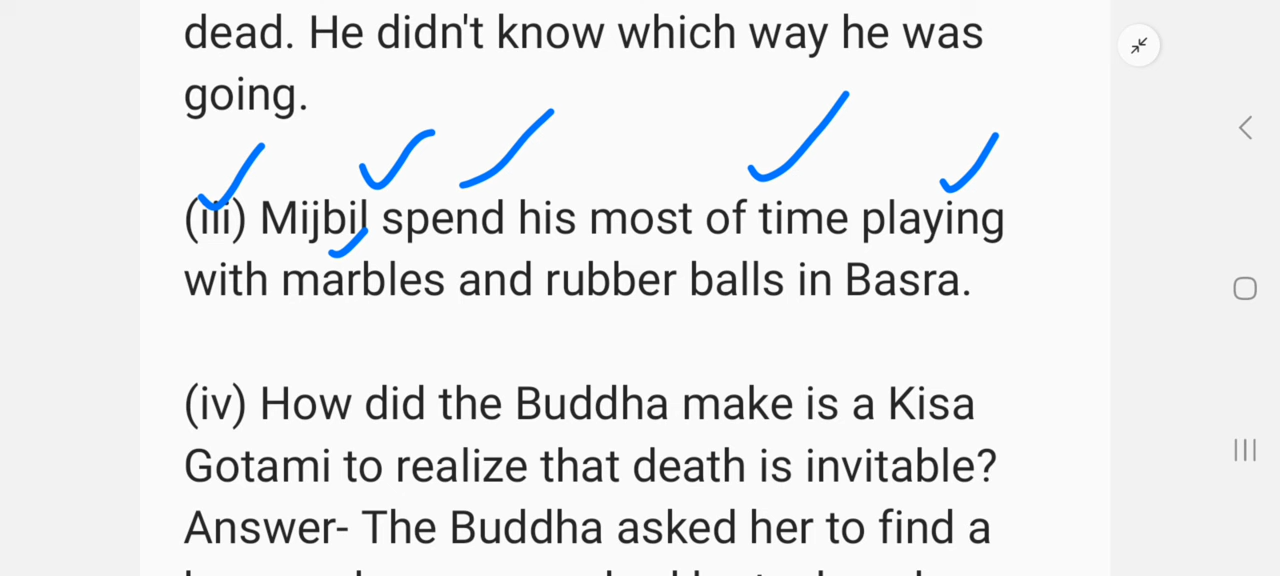 dead. He didn't know which way he was
going.
(iii) Mijbil spend his most of time playing
with marbles and rubber balls in Basra.
(iv) How did the Buddha make is a Kisa
Gotami to realize that death is invitable?
Answer- The Buddha asked her to find a